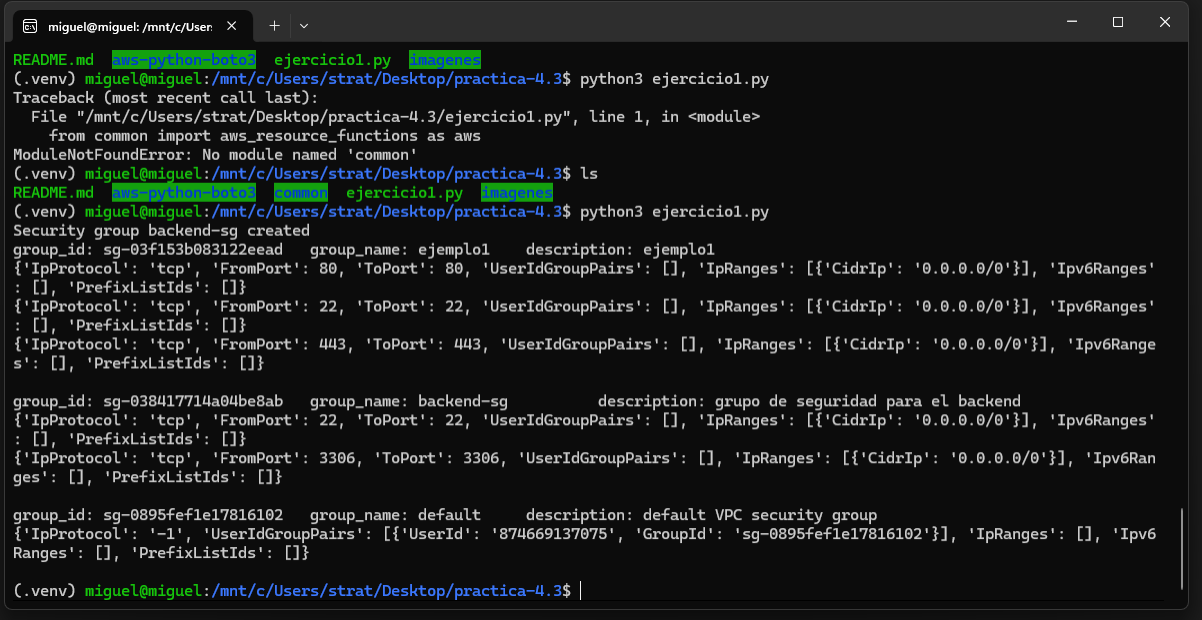 miguel@miguel: /mnt/c/User:
README.md  aws-python-boto3  ejercicio1.py  imagenes
(.venv) miguel@miguel:/mnt/c/Users/strat/Desktop/practica-4.3$ python3 ejercicio1.py
Traceback (most recent call last):
  File "/mnt/c/Users/strat/Desktop/practica-4.3/ejercicio1.py", line 1, in <module>
    from common import aws_resource_functions as aws
ModuleNotFoundError: No module named 'common'
(.venv) miguel@miguel:/mnt/c/Users/strat/Desktop/practica-4.3$ ls
README.md  aws-python-boto3  common  ejercicio1.py  imagenes
(.venv) miguel@miguel:/mnt/c/Users/strat/Desktop/practica-4.3$ python3 ejercicio1.py
Security group backend-sg created
group_id: sg-03f153b083122eead   group_name: ejemplo1    description: ejemplo1
{'IpProtocol': 'tcp', 'FromPort': 80, 'ToPort': 80, 'UserIdGroupPairs': [], 'IpRanges': [{'CidrIp': '0.0.0.0/0'}], 'Ipv6Ranges'
: [], 'PrefixListIds': []}
{'IpProtocol': 'tcp', 'FromPort': 22, 'ToPort': 22, 'UserIdGroupPairs': [], 'IpRanges': [{'CidrIp': '0.0.0.0/0'}], 'Ipv6Ranges'
: [], 'PrefixListIds': []}
{'IpProtocol': 'tcp', 'FromPort': 443, 'ToPort': 443, 'UserIdGroupPairs': [], 'IpRanges': [{'CidrIp': '0.0.0.0/0'}], 'Ipv6Range
s': [], 'PrefixListIds': []}
group_id: sg-038417714a04be8ab   group_name: backend-sg          description: grupo de seguridad para el backend
{'IpProtocol': 'tcp', 'FromPort': 22, 'ToPort': 22, 'UserIdGroupPairs': [], 'IpRanges': [{'CidrIp': '0.0.0.0/0'}], 'Ipv6Ranges'
: [], 'PrefixListIds': []}
{'IpProtocol': 'tcp', 'FromPort': 3306, 'ToPort': 3306, 'UserIdGroupPairs': [], 'IpRanges': [{'CidrIp': '0.0.0.0/0'}], 'Ipv6Ran
ges': [], 'PrefixListIds': []}
group_id: sg-0895fef1e17816102   group_name: default     description: default VPC security group
{'IpProtocol': '-1', 'UserIdGroupPairs': [{'UserId': '874669137075', 'GroupId': 'sg-0895fef1e17816102'}], 'IpRanges': [], 'Ipv6
Ranges': [], 'PrefixListIds': []}
(.venv) miguel@miguel:/mnt/c/Users/strat/Desktop/practica-4.3$